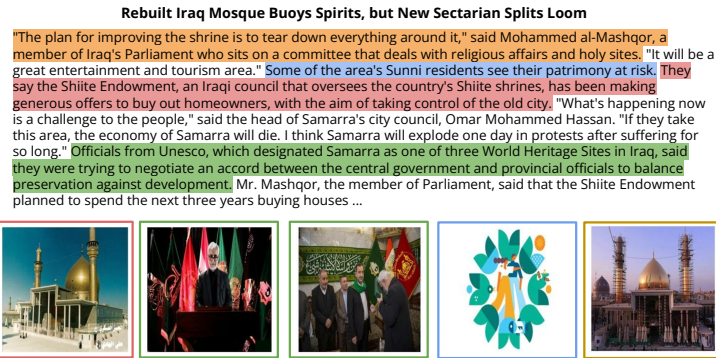 Rebuilt Iraq Mosque Buoys Spirits, but New Sectarian Splits Loom
"The plan for improving the shrine is to tear down everything around it," said Mohammed al-Mashqor, a
member of Iraq's Parliament who sits on a committee that deals with religious affairs and holy sites. "It will be a
great entertainment and tourism area." Some of the area's Sunni residents see their patrimony at risk. They
say the Shiite Endowment, an Iraqi council that oversees the country's Shiite shrines, has been making
generous offers to buy out homeowners, with the aim of taking control of the old city. "What's happening now
is a challenge to the people," said the head of Samarra's city council, Omar Mohammed Hassan. "If they take
this area, the economy of Samarra will die. I think Samarra will explode one day in protests after suffering for
so long." Officials from Unesco, which designated Samarra as one of three World Heritage Sites in Iraq, said
they were trying to negotiate an accord between the central government and provincial officials to balance
preservation against development. Mr. Mashqor, the member of Parliament, said that the Shiite Endowment
planned to spend the next three years buying houses ...